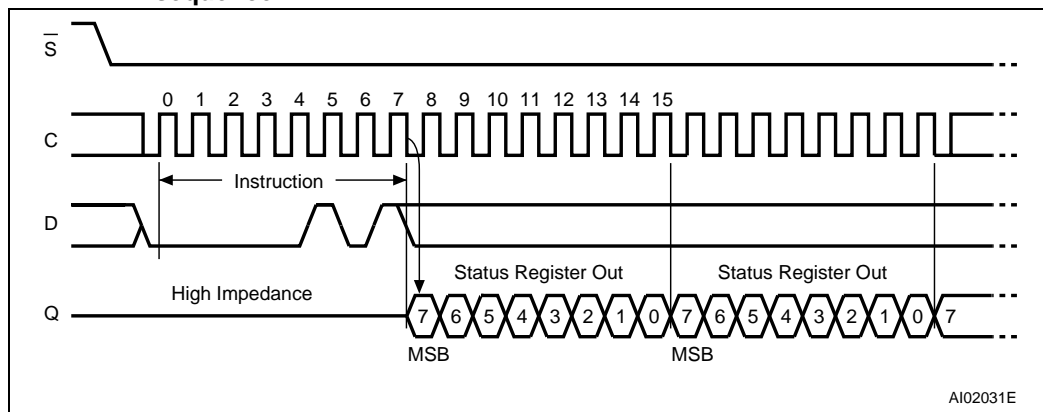 S
0 1 2 3 4 5 6 7 8 9 10 11 12 13 14 15
C
Instruction
D
Status Register Out Status Register Out
High Impedance
Q
7 6 5 4 3 2 1 0 7 6 5 4 3 2 1 0 7
MSB MSB
AI02031E